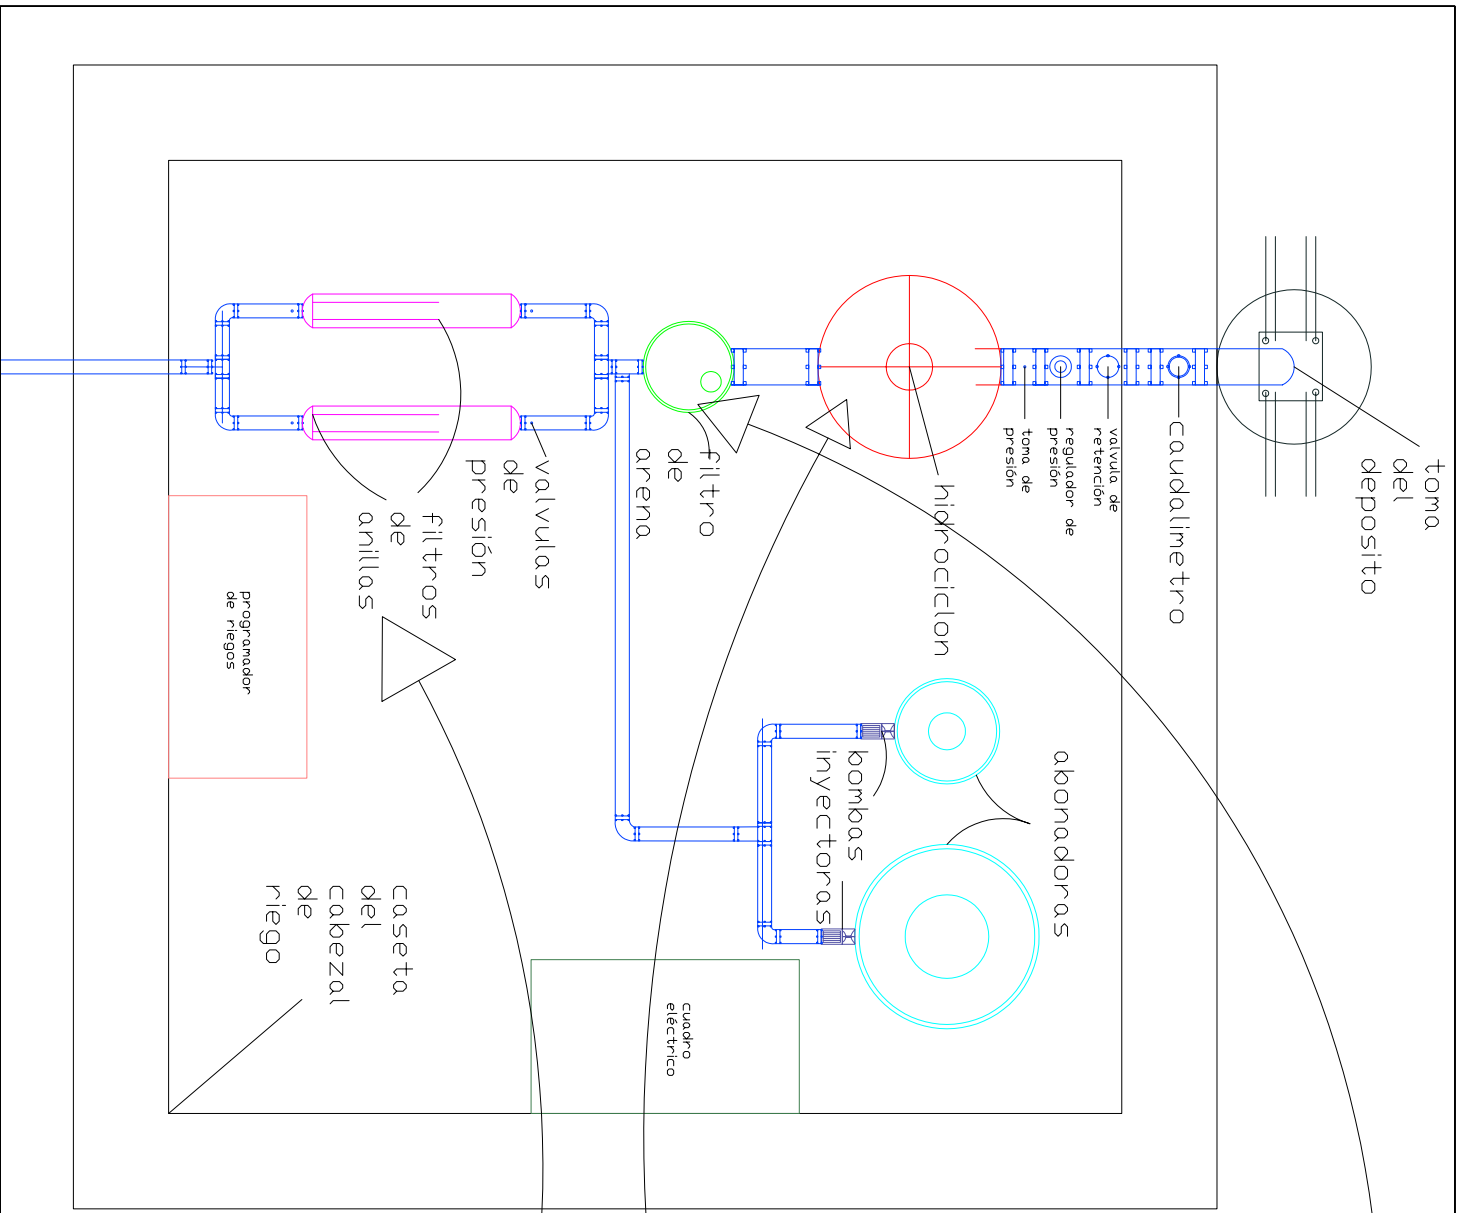 toma
del
deposito
caudalimetro
valvula de
retención
regulador de
presión
toma de
presión
hidrociclon
filtro
de
arena
valvulas
de
presión
filtros
de
anillas
programador
de riegos
abonadoras
bombas
inyectoras
cuadro
eléctrico
caseta
del
cabezal
de
riego